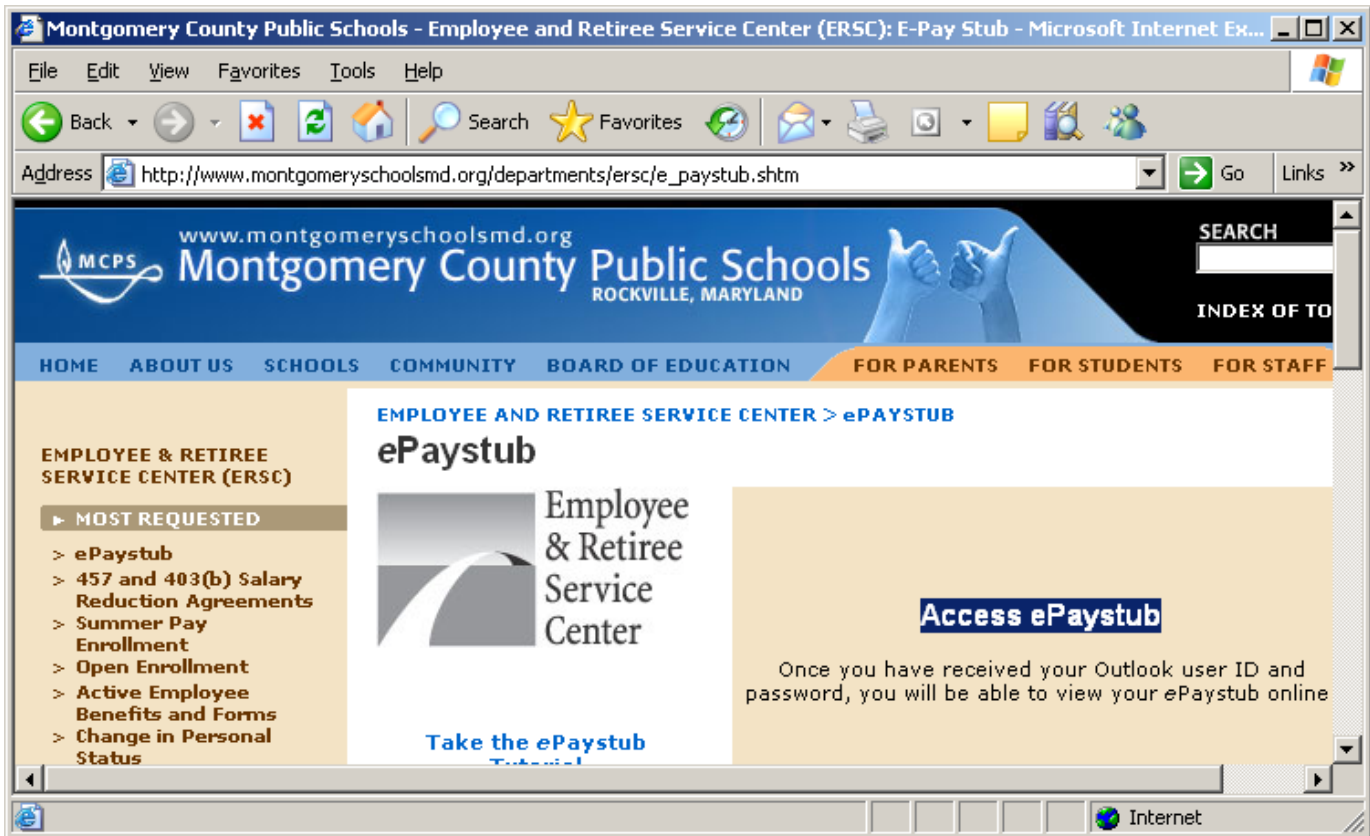 Montgomery County Public Schools - Employee and Retiree Service Center (ERSC): E-Pay Stub - Microsoft Internet Ex...
File Edit View Favorites Tools Help
Back Search Favorites
Address http://www.montgomeryschoolsmd.org/departments/ersc/e_paystub.shtm Go Links »
www.montgomeryschoolsmd.org
MCPS Montgomery County Public Schools
ROCKVILLE, MARYLAND
SEARCH
INDEX OF TO
HOME ABOUT US SCHOOLS COMMUNITY BOARD OF EDUCATION FOR PARENTS FOR STUDENTS FOR STAFF
EMPLOYEE & RETIREE
SERVICE CENTER (ERSC)
► MOST REQUESTED
> ePaystub
> 457 and 403(b) Salary
Reduction Agreements
> Summer Pay
Enrollment
> Open Enrollment
> Active Employee
Benefits and Forms
> Change in Personal
Status
EMPLOYEE AND RETIREE SERVICE CENTER > ePAYSTUB
ePaystub
Employee
& Retiree
Service
Center
Take the ePaystub
Tutorial
Access ePaystub
Once you have received your Outlook user ID and
password, you will be able to view your ePaystub online
Internet